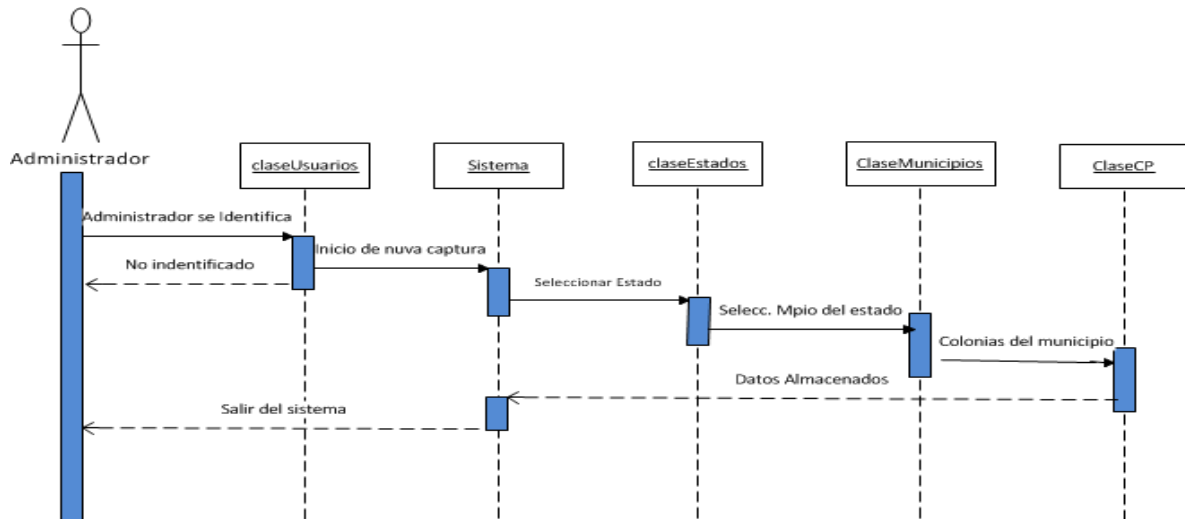 Administrador
claseUsuarios
Sistema
claseEstados
ClaseMunicipios
ClaseCP
Administrador se Identifica
Inicio de nuva captura
No indentificado
Seleccionar Estado
Selecc. Mpio del estado
Colonias del municipio
Datos Almacenados
Salir del sistema